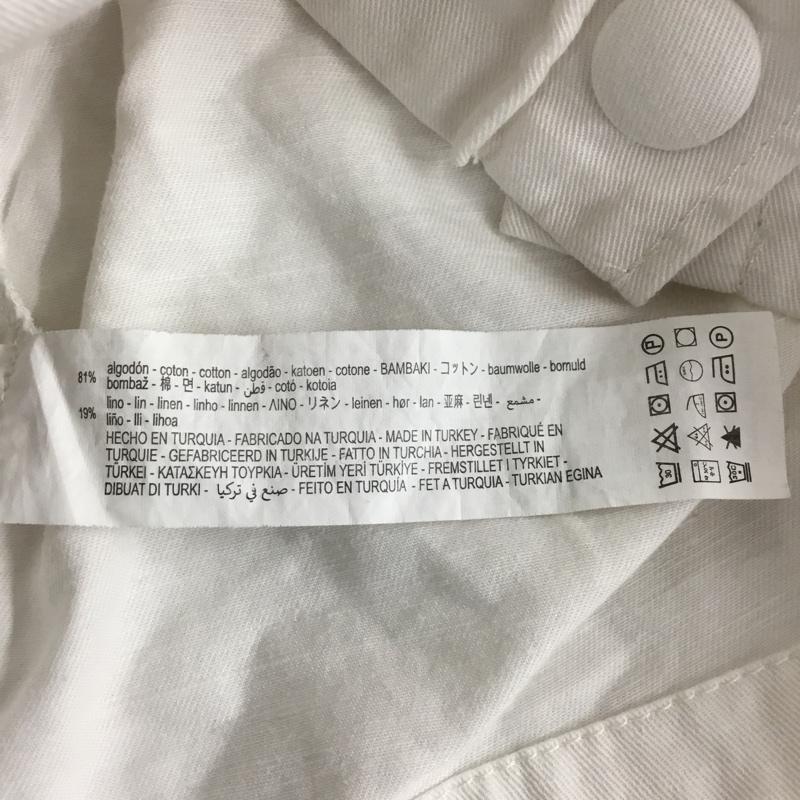 81% algodón - coton - cotton - algodão - katoen - cotone - ΒΑΜΒΑΚΙ - コットン - baumwolle - bomuld
bombaž - 棉 - 면 - katun - قطن - cotó - kotoia
19% lino - lin - linen - linho - linnen - ΛΙΝΟ - リネン - leinen - hør - lan - 亚麻 - 린넨 - مشمع -
liño - lli - lihoa
HECHO EN TURQUIA - FABRICADO NA TURQUIA - MADE IN TURKEY - FABRIQUÉ EN
TURQUIE - GEFABRICEERD IN TURKIJE - FATTO IN TURCHIA - HERGESTELLT IN
TÜRKEI - ΚΑΤΑΣΚΕΥΗ ΤΟΥΡΚΙΑ - ÜRETİM YERİ TÜRKİYE - FREMSTILLET I TYRKIET -
DIBUAT DI TURKI - صنع في تركيا - FEITO EN TURQUÍA - FET A TURQUIA - TURKIAN EGINA
P P
30 30C